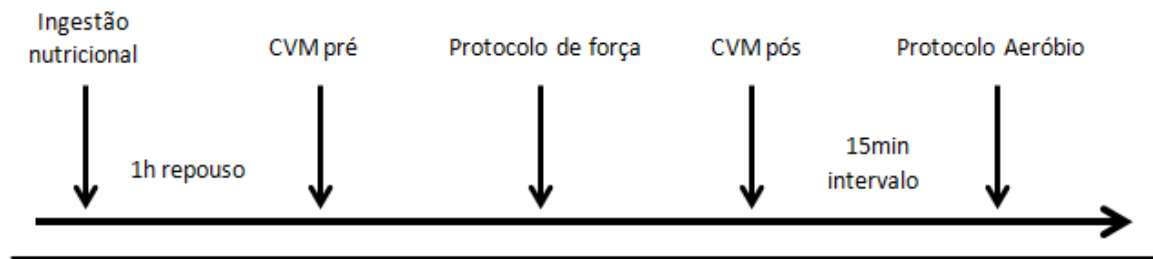 Ingestão
nutricional
CVM pré
Protocolo de força
CVM pós
Protocolo Aeróbio
1h repouso
15min
intervalo